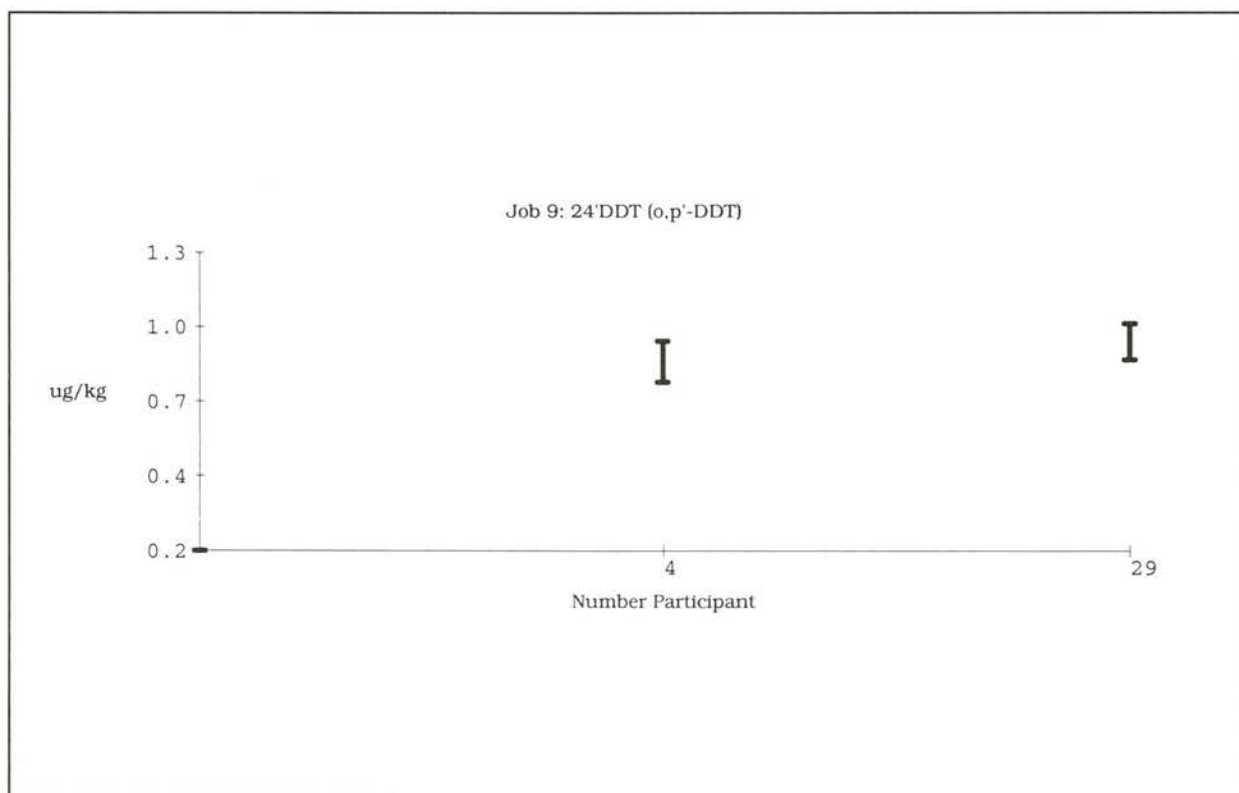 Job 9: 24'DDT (o,p'-DDT)
1.3
1.0
ug/kg
0.7
0.4
0.2
4
29
Number Participant